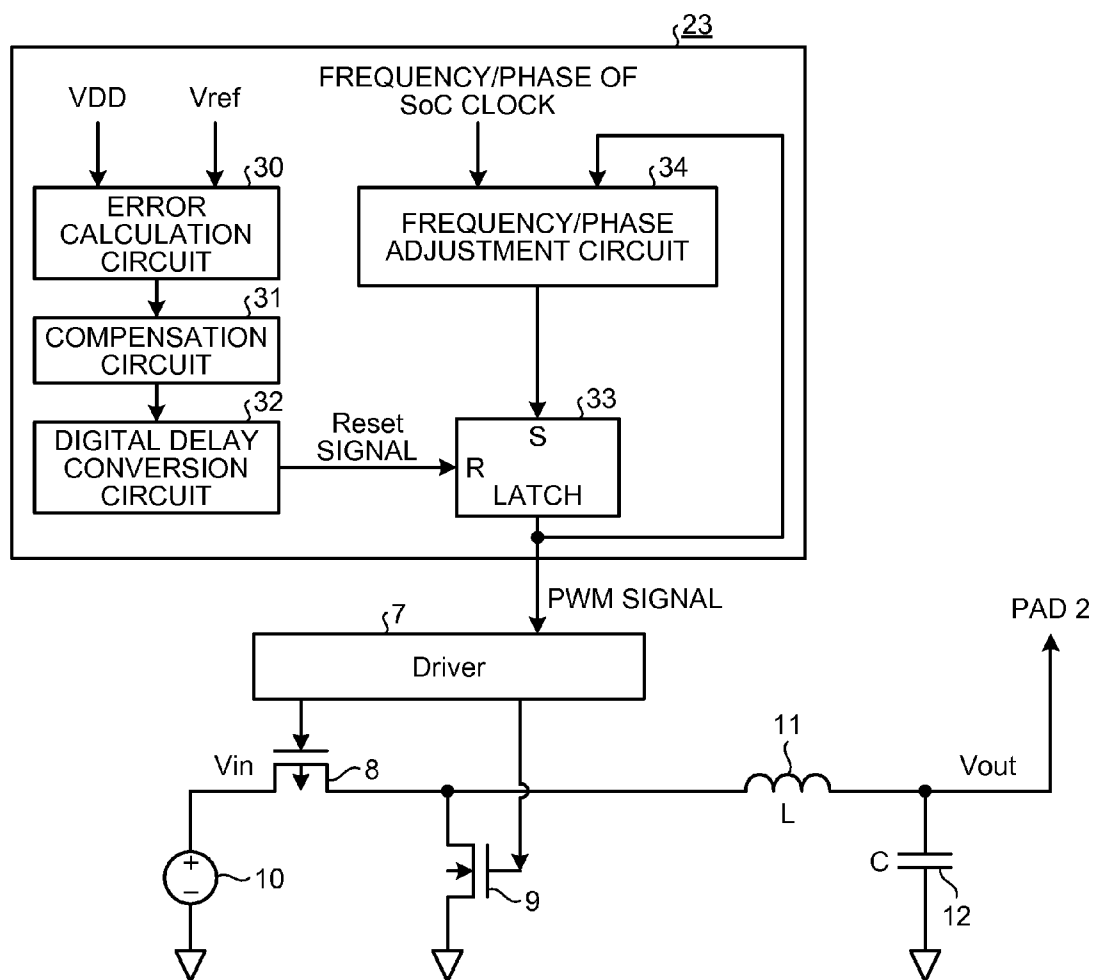 23
FREQUENCY/PHASE OF
SoC CLOCK
VDD
Vref
30
ERROR
CALCULATION
CIRCUIT
34
FREQUENCY/PHASE
ADJUSTMENT CIRCUIT
31
COMPENSATION
CIRCUIT
32
DIGITAL DELAY
CONVERSION
CIRCUIT
Reset
SIGNAL
33
S
R
LATCH
PWM SIGNAL
7
Driver
PAD 2
Vin
8
11
L
Vout
+
−
10
9
C
12